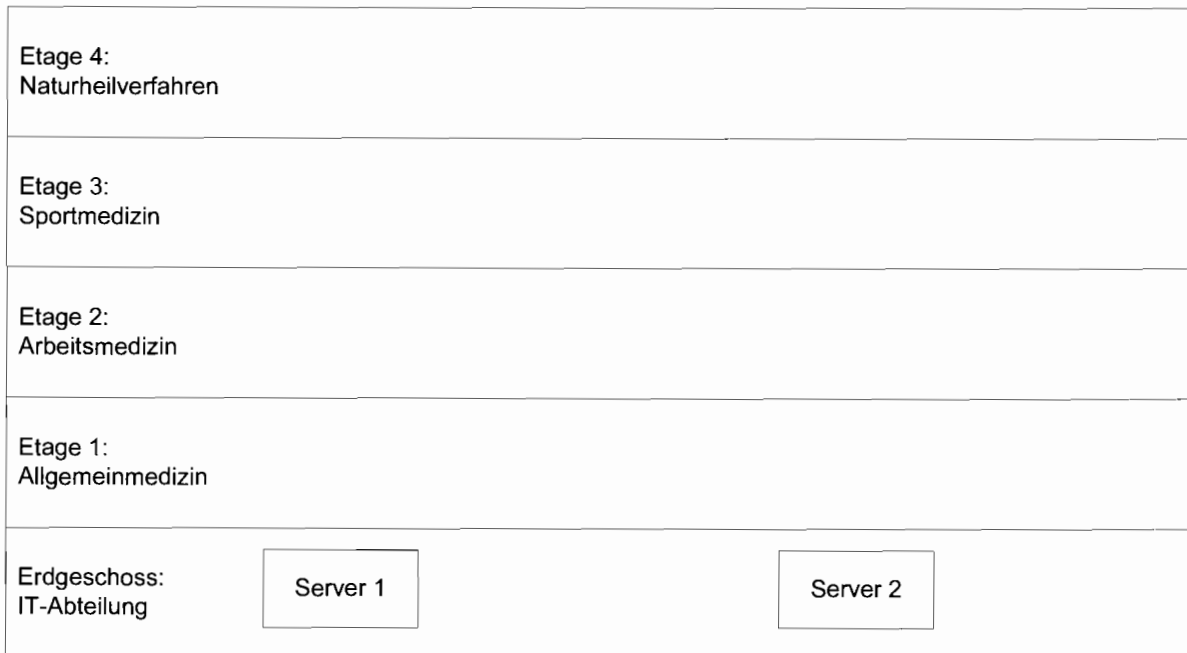 Etage 4:
Naturheilverfahren
Etage 3:
Sportmedizin
Etage 2:
Arbeitsmedizin
Etage 1:
Allgemeinmedizin
Erdgeschoss:
IT-Abteilung
Server 1
Server 2